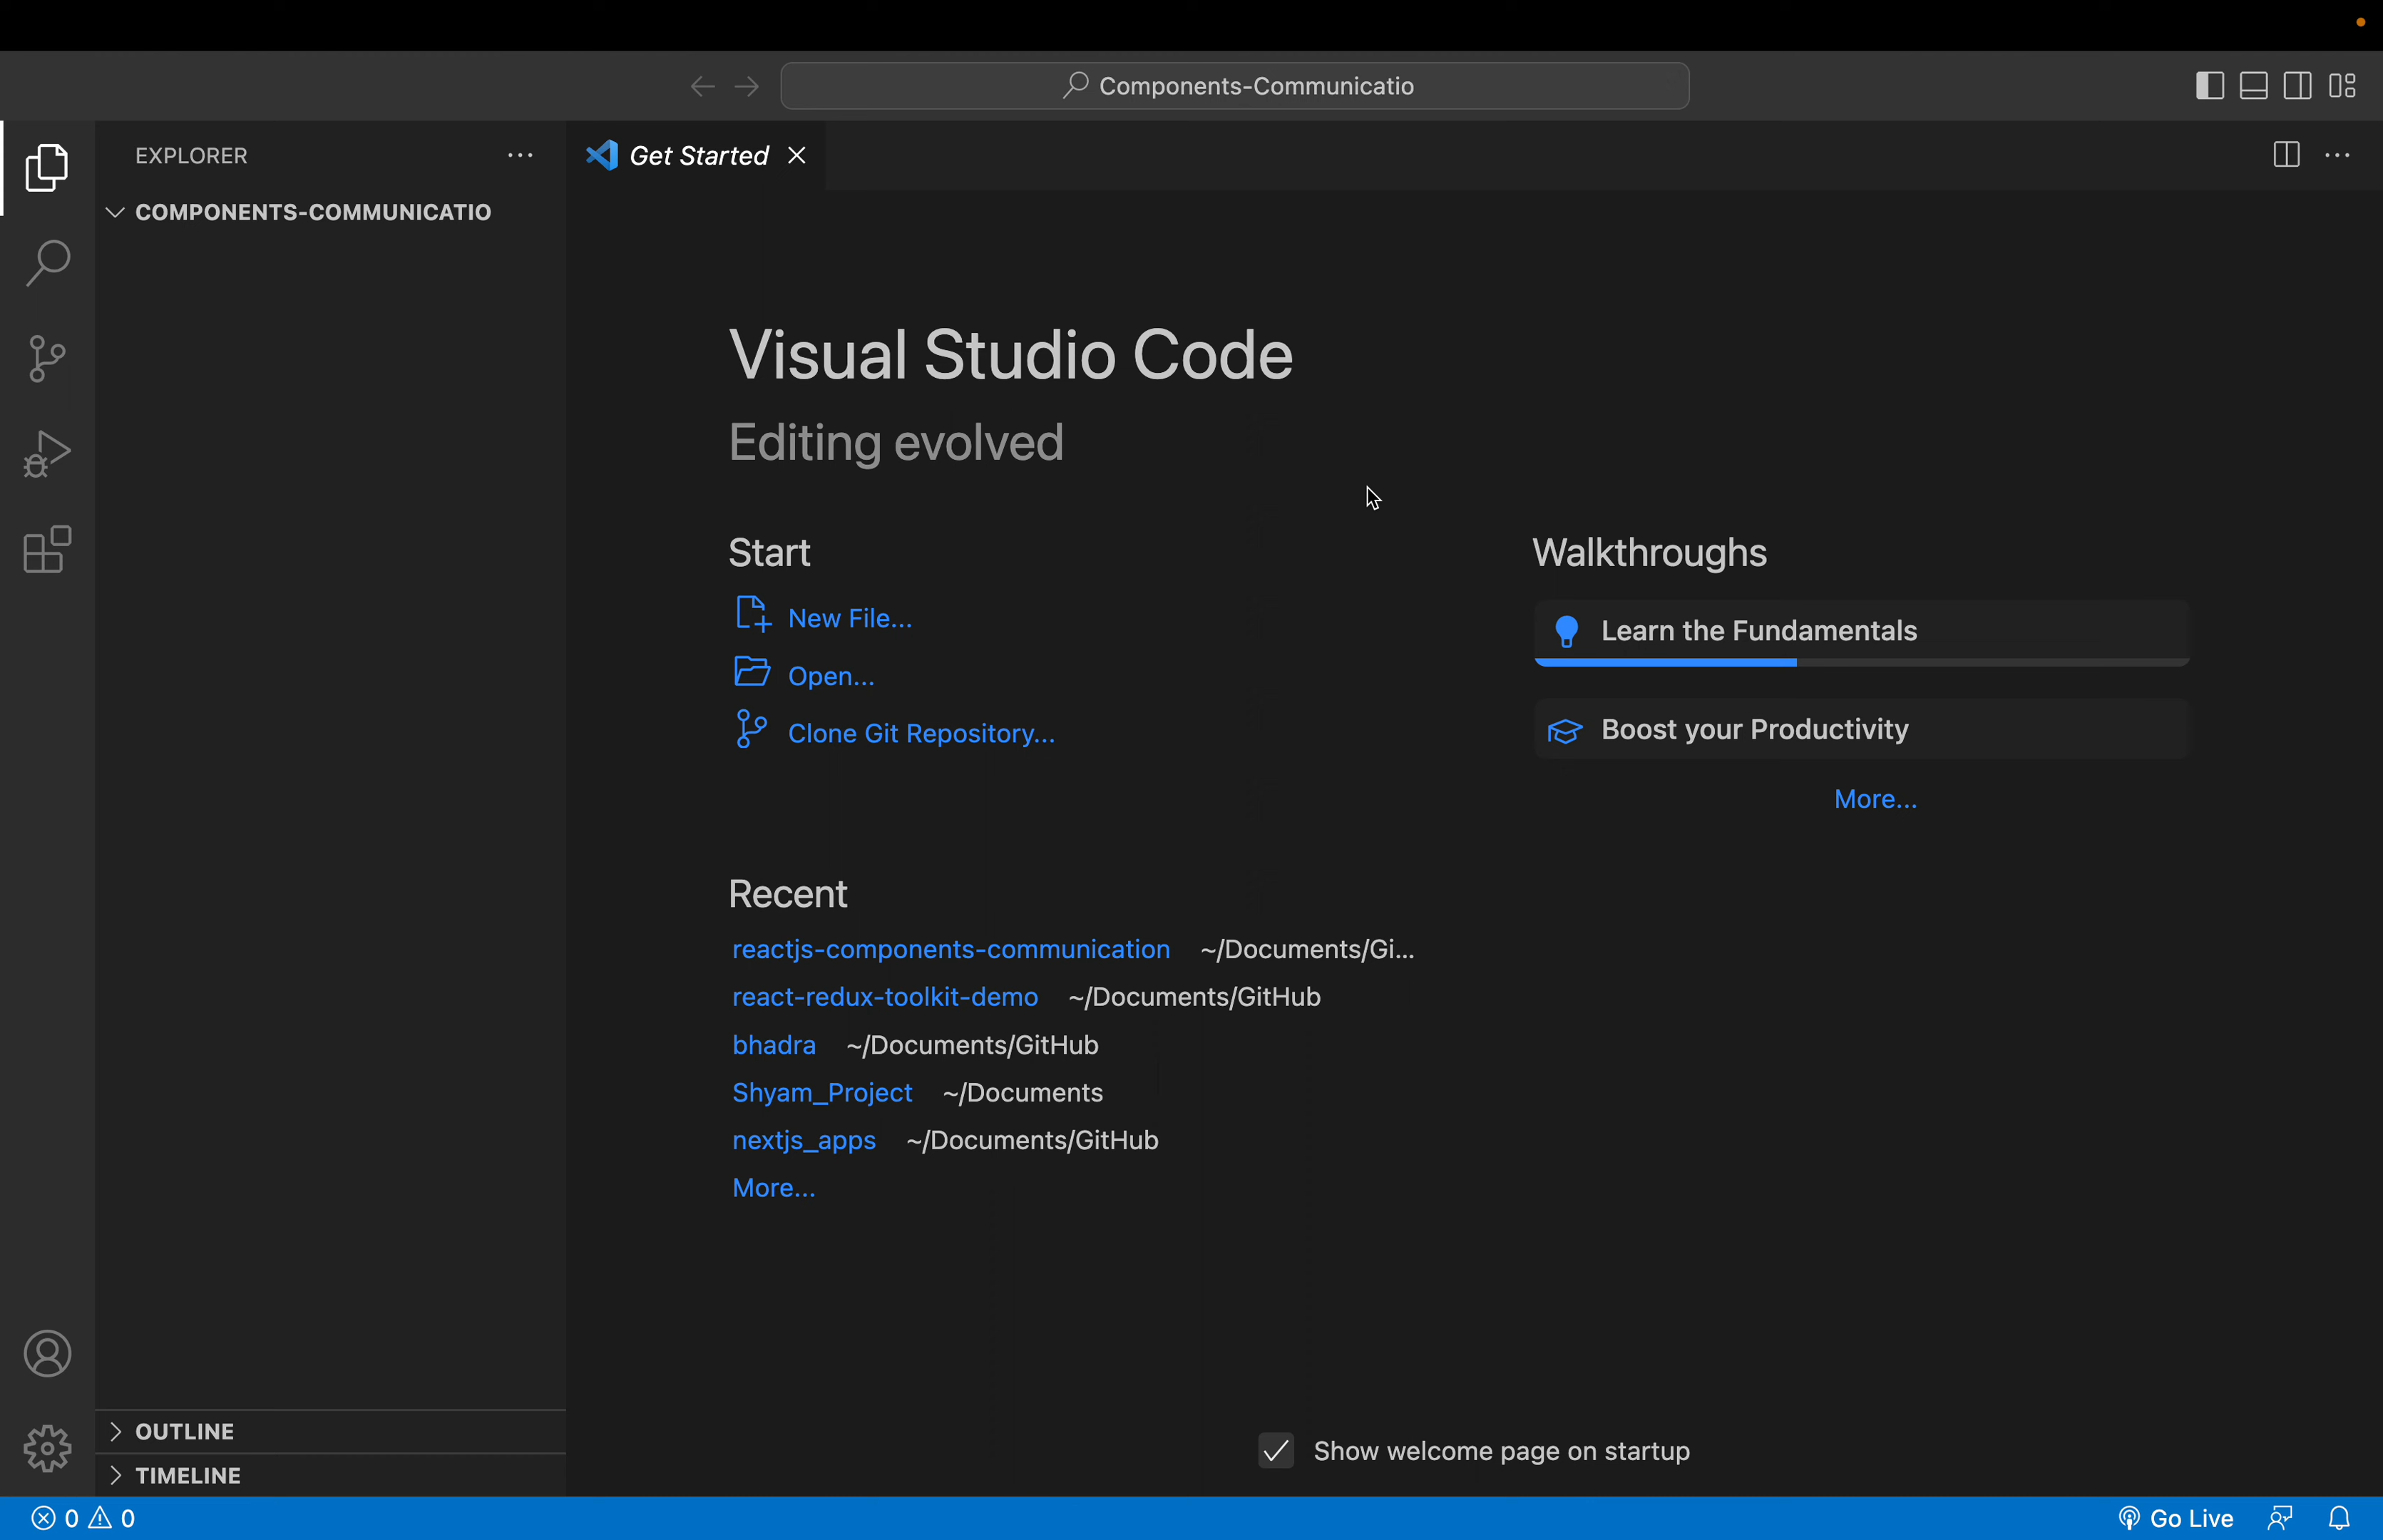 Components-Communicatio
EXPLORER
COMPONENTS-COMMUNICATIO
Get Started
Visual Studio Code
Editing evolved
Start
New File...
Open...
Clone Git Repository...
Walkthroughs
Learn the Fundamentals
Boost your Productivity
More...
Recent
reactjs-components-communication ~/Documents/Gi...
react-redux-toolkit-demo ~/Documents/GitHub
bhadra ~/Documents/GitHub
Shyam_Project ~/Documents
nextjs_apps ~/Documents/GitHub
More...
OUTLINE
TIMELINE
Show welcome page on startup
0 0
Go Live